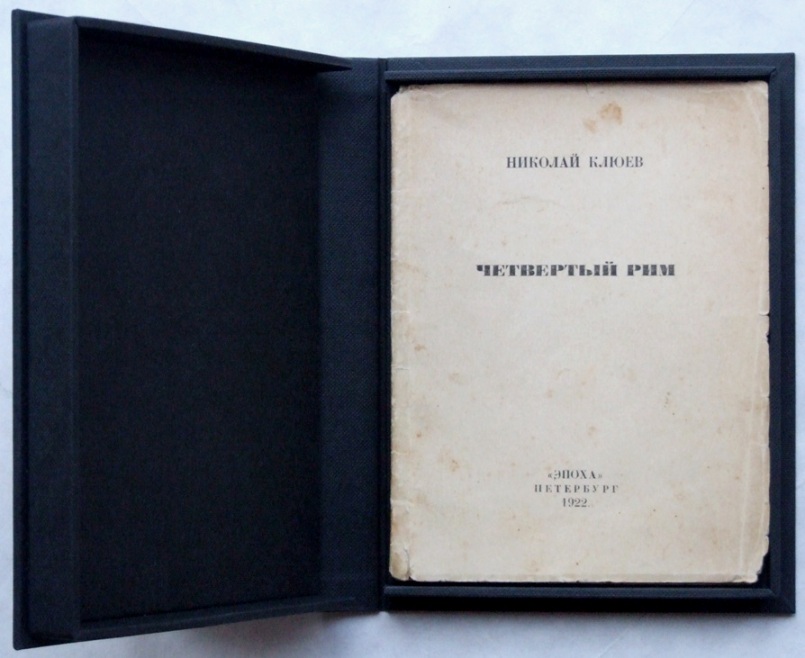 НИКОЛАЙ КЛЮЕВ
ЧЕТВЕРТЫЙ РИМ
«ЭПОХА»
ПЕТЕРБУРГ
1922